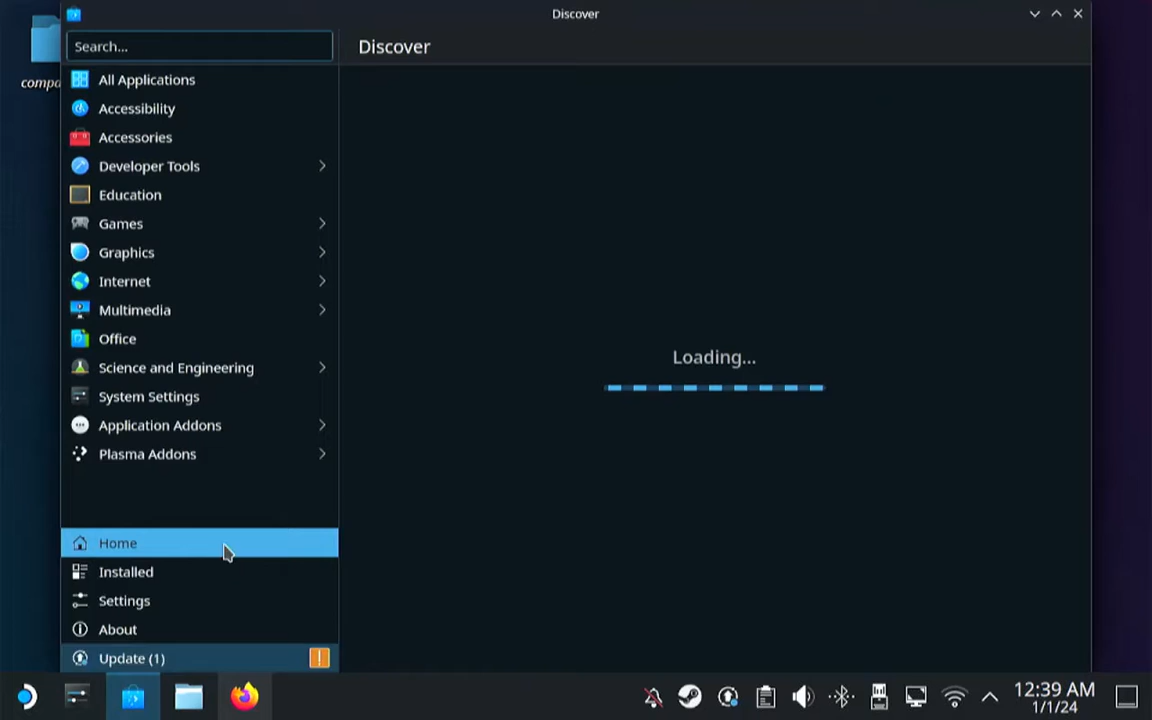 Discover
Search...
Discover
All Applications
Accessibility
Accessories
Developer Tools
Education
Games
Graphics
Internet
Multimedia
Office
Science and Engineering
System Settings
Application Addons
Plasma Addons
Loading...
Home
Installed
Settings
About
Update (1)
12:39 AM
1/1/24